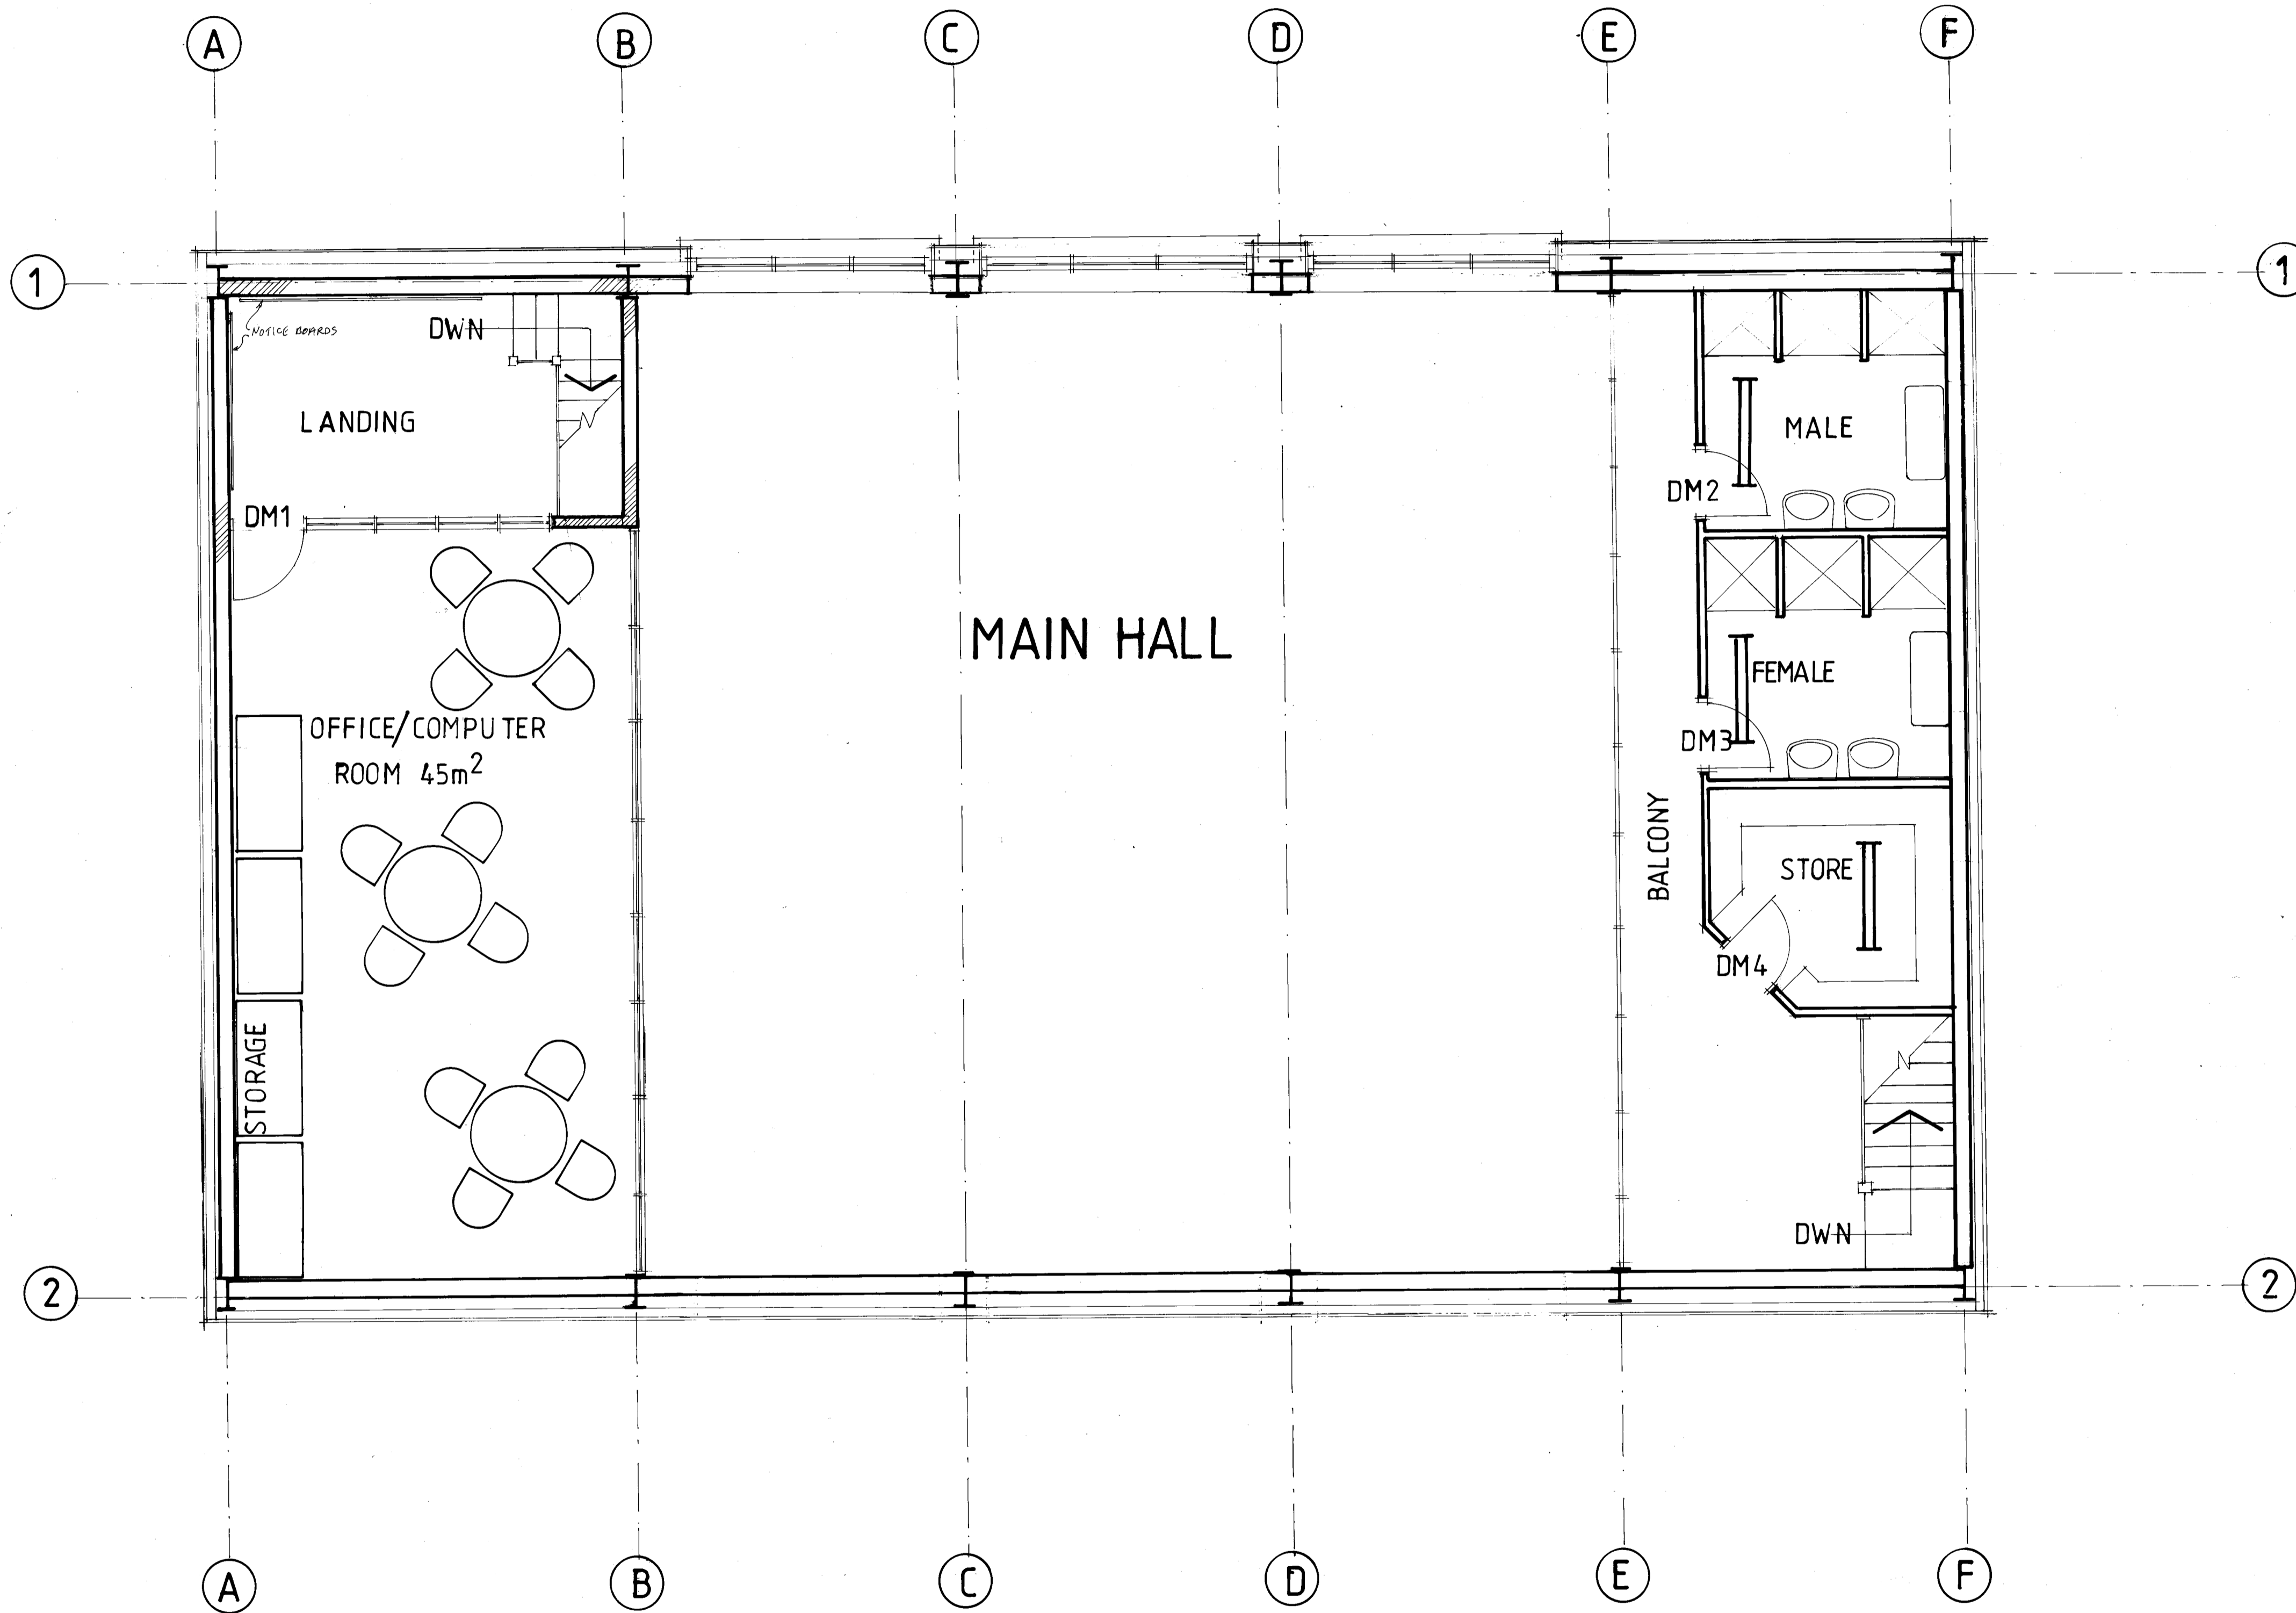 A B C D E F
1 1
NOTICE BOARDS
DWN
LANDING
MALE
DM2
DM1
MAIN HALL
FEMALE
OFFICE/COMPUTER
ROOM 45m²
DM3
BALCONY
STORE
DM4
STORAGE
DWN
2 2
A B C D E F